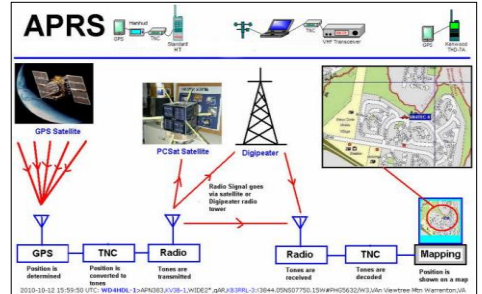 APRS
Manhud
GPS
TNC
Standard
HT
TNC
VHF Transceiver
GPS
Kenwood
THD-7A
GPS Satellite
PCSat Satellite
Digipeater
Radio Signal goes
via satellite or
Digipeater radio
tower
GPS
TNC
Radio
Radio
TNC
Mapping
Position is
determined
Position is
converted to
tones
Tones are
transmitted
Tones are
received
Tones are
decoded
Position is
shown on a map
2010-10-12 15:59:50 UTC: WD4HDL-1>APN383,KV3B-1,WIDE2*,qAR,KB3RRL-3:!3844.05NS07750.15W#PHG5632/W3,VAn Viewtree Mtn Warrenton,VA